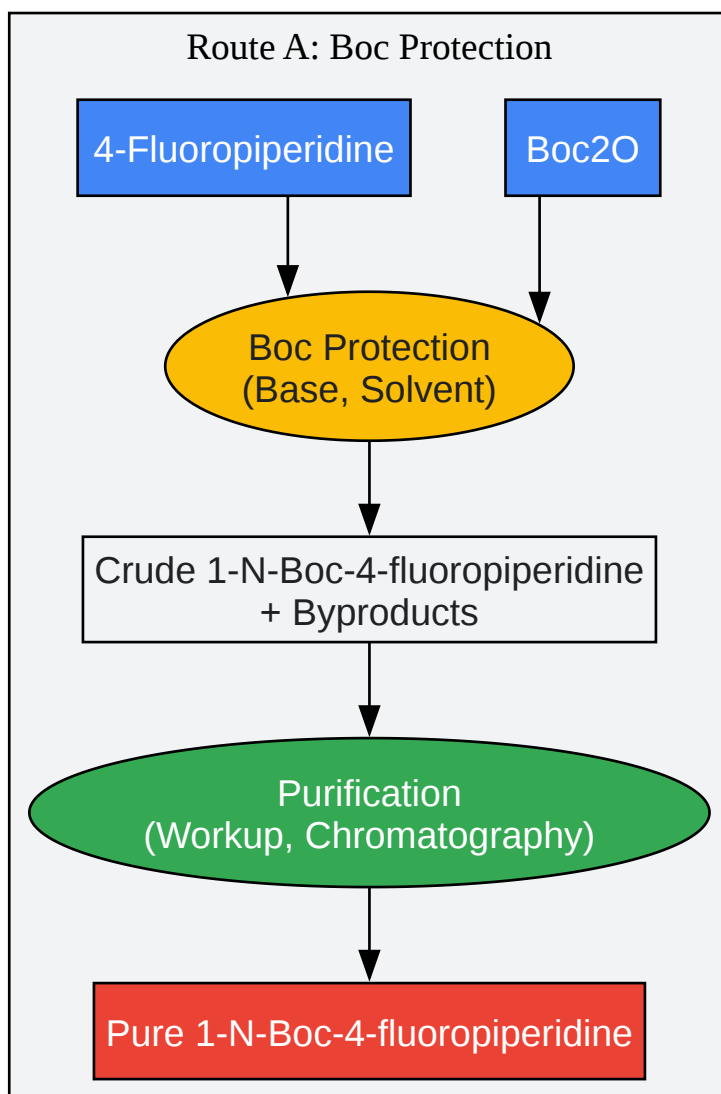 Route A: Boc Protection
4-Fluoropiperidine
Boc2O
Boc Protection
(Base, Solvent)
Crude 1-N-Boc-4-fluoropiperidine
+ Byproducts
Purification
(Workup, Chromatography)
Pure 1-N-Boc-4-fluoropiperidine